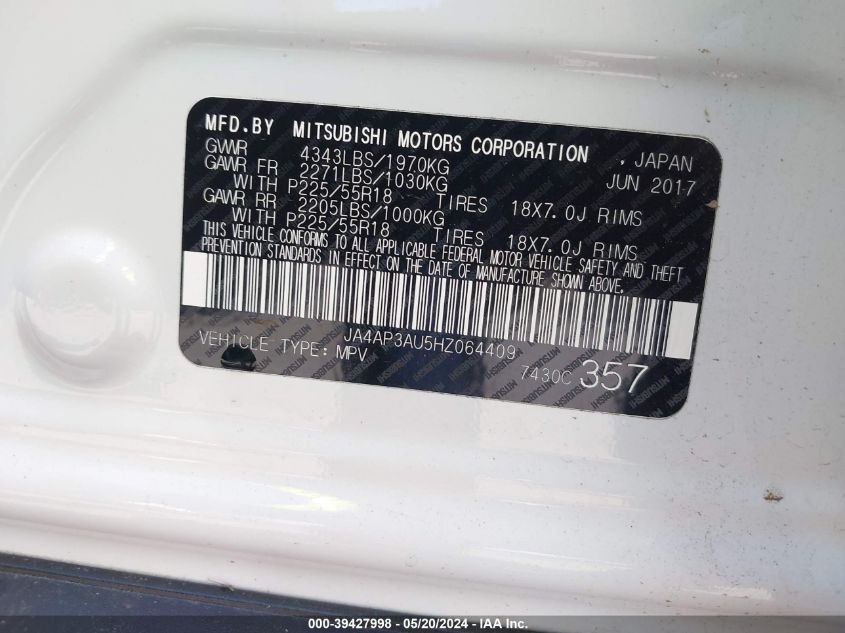 MFD.BY MITSUBISHI MOTORS CORPORATION , JAPAN
GVWR 4343LBS/1970KG JUN 2017
GAWR FR 2271LBS/1030KG
WITH P225/55R18 TIRES 18X7.0J RIMS
GAWR RR 2205LBS/1000KG
WITH P225/55R18 TIRES 18X7.0J RIMS
THIS VEHICLE CONFORMS TO ALL APPLICABLE FEDERAL MOTOR VEHICLE SAFETY AND THEFT
PREVENTION STANDARDS IN EFFECT ON THE DATE OF MANUFACTURE SHOWN ABOVE.
JA4AP3AU5HZ064409
VEHICLE TYPE: MPV 7430C 357
000-39427998 - 05/20/2024 - IAA Inc.